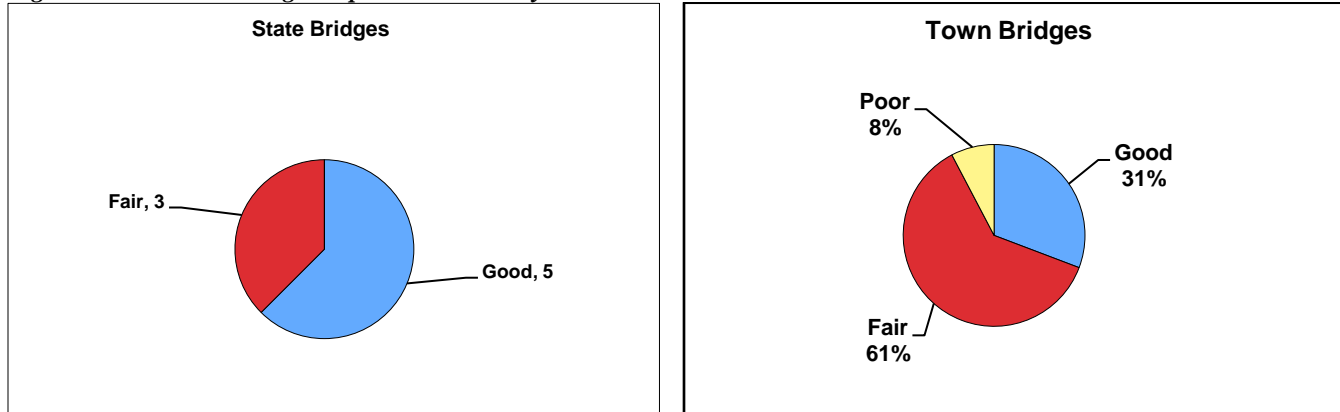 State Bridges
Fair, 3
Good, 5
Town Bridges
Poor
8%
Good
31%
Fair
61%